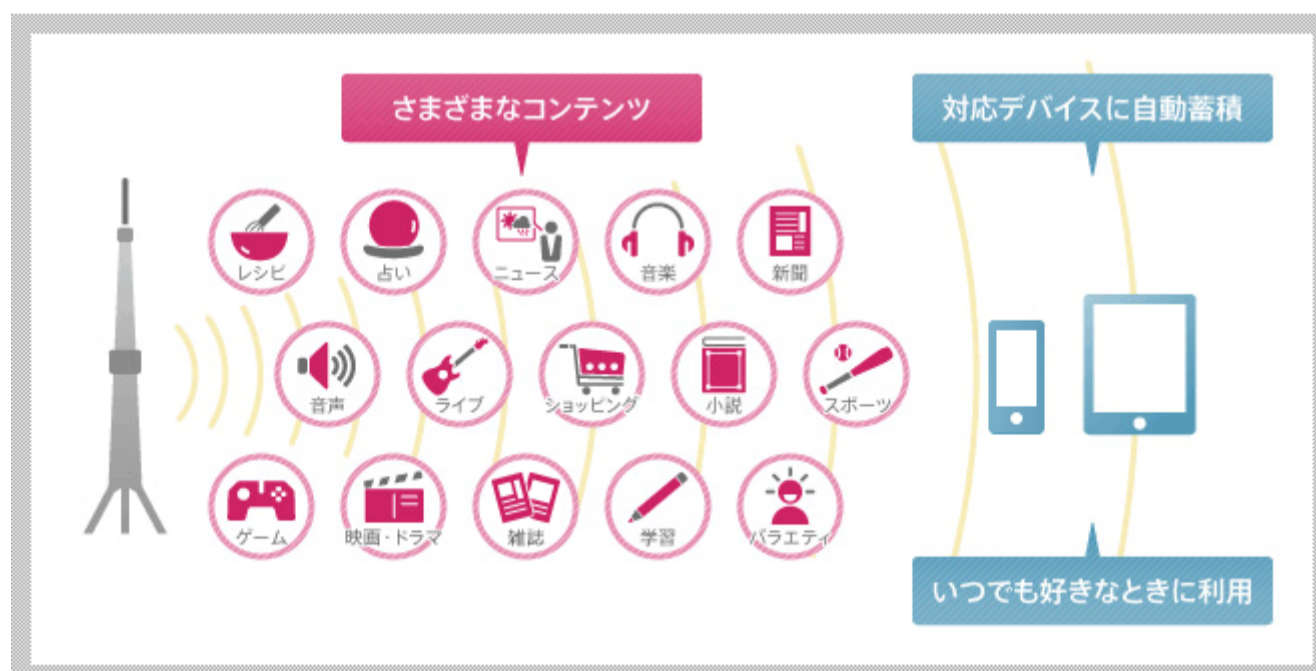 さまざまなコンテンツ
対応デバイスに自動蓄積
レシピ
占い
ニュース
音楽
新聞
音声
ライブ
ショッピング
小説
スポーツ
ゲーム
映画・ドラマ
雑誌
学習
バラエティ
いつでも好きなときに利用